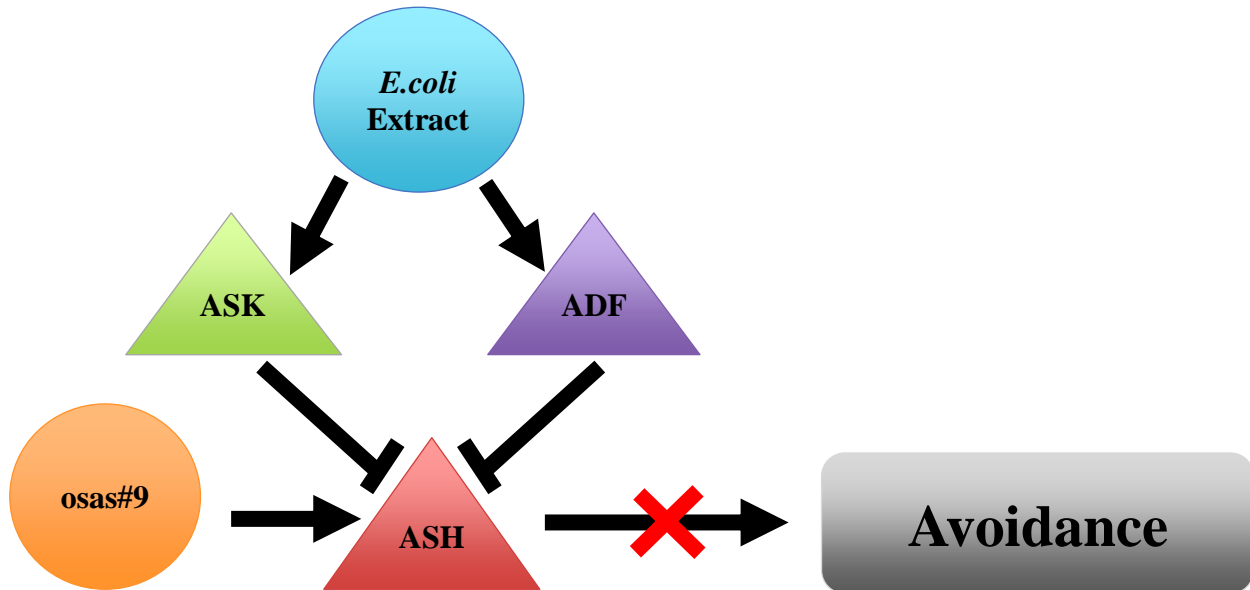 E.coli
Extract
ASK
ADF
osas#9
ASH
Avoidance